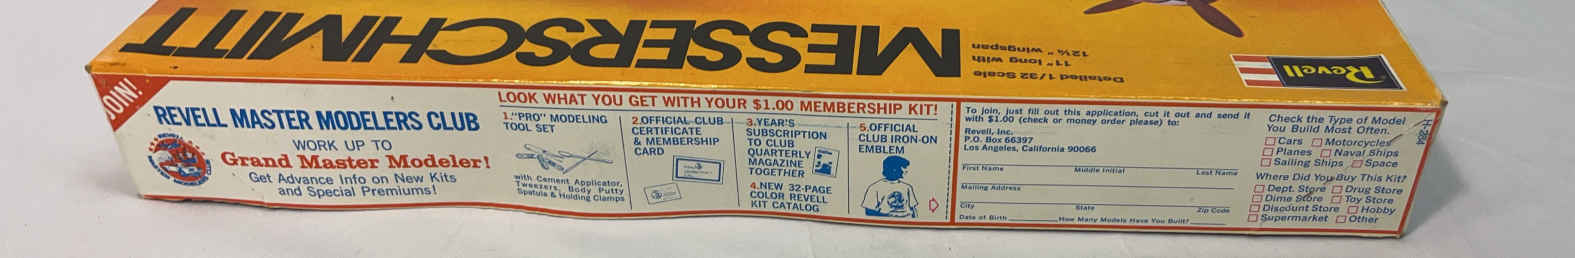 MESSERSCHMITT
Detailed 1/32 Scale
11" long with
12¼" wingspan
Revell
JOIN!
REVELL MASTER MODELERS CLUB
WORK UP TO
Grand Master Modeler!
Get Advance Info on New Kits
and Special Premiums!
REVELL
MASTER MODELERS CLUB
LOOK WHAT YOU GET WITH YOUR $1.00 MEMBERSHIP KIT!
1."PRO" MODELING
TOOL SET
with Cement Applicator,
Tweezers, Body Putty
Spatula & Holding Clamps
2.OFFICIAL CLUB
CERTIFICATE
& MEMBERSHIP
CARD
3.YEAR'S
SUBSCRIPTION
TO CLUB
QUARTERLY
MAGAZINE
TOGETHER
4.NEW 32-PAGE
COLOR REVELL
KIT CATALOG
5.OFFICIAL
CLUB IRON-ON
EMBLEM
To join, just fill out this application, cut it out and send it
with $1.00 (check or money order please) to:
Revell, Inc.
P.O. Box 66397
Los Angeles, California 90066
First Name Middle Initial Last Name
Mailing Address
City State Zip Code
Date of Birth How Many Models Have You Built?
Check the Type of Model
You Build Most Often.
Cars Motorcycles
Planes Naval Ships
Sailing Ships Space
Where Did You Buy This Kit?
Dept. Store Drug Store
Dime Store Toy Store
Discount Store Hobby
Supermarket Other
H-2804